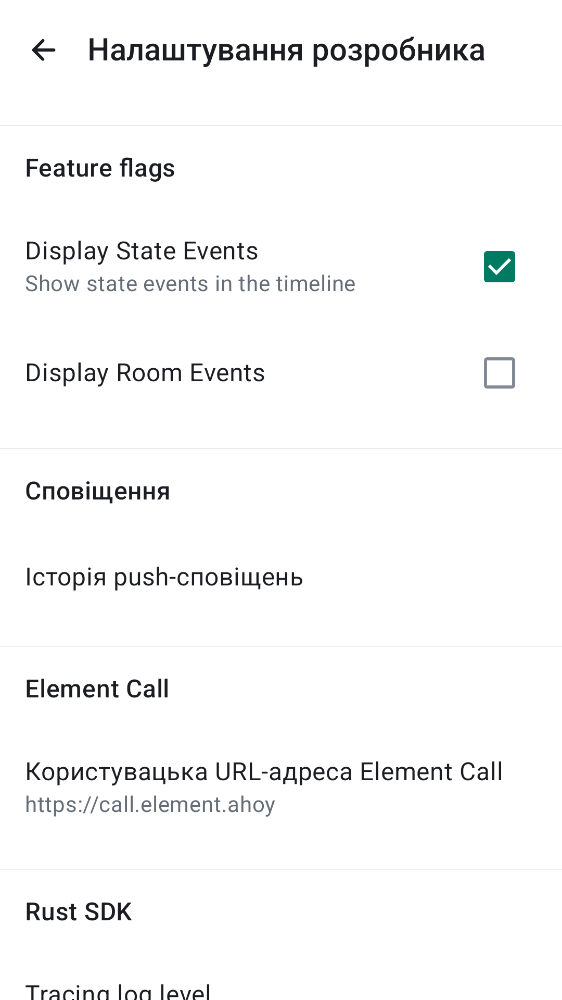 Налаштування розробника
Feature flags
Display State Events
Show state events in the timeline
Display Room Events
Сповіщення
Історія push-сповіщень
Element Call
Користувацька URL-адреса Element Call
https://call.element.ahoy
Rust SDK
Tracing log level